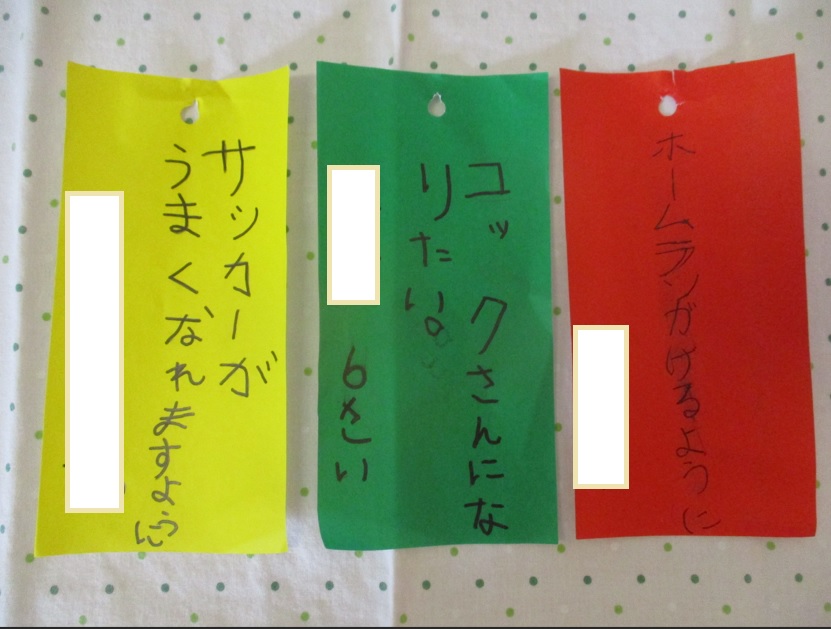 サッカーが
うまくなれますように
コックさんにな
りたい。
6さい
ホームランがけるように